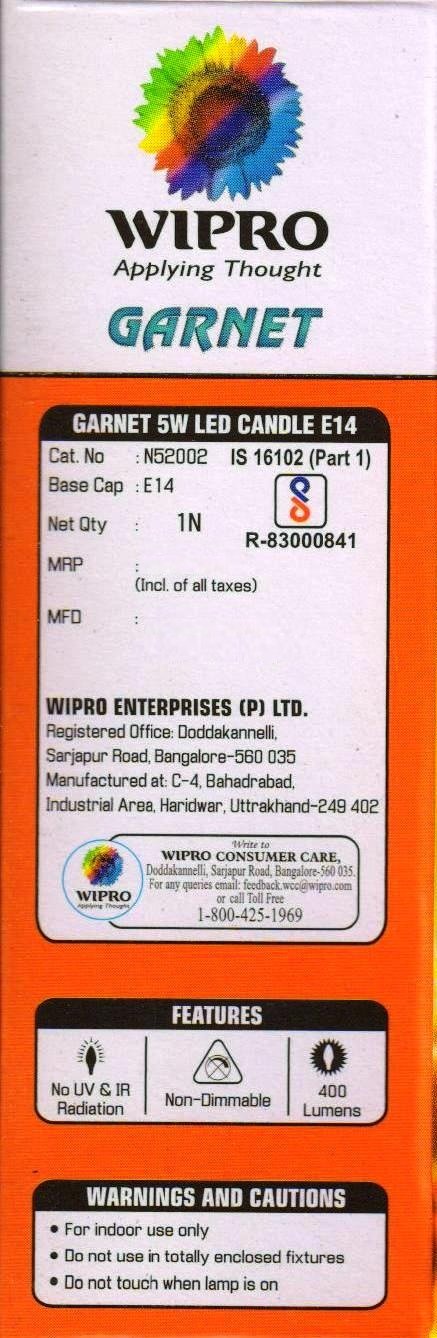 WIPRO
Applying Thought
GARNET
GARNET 5W LED CANDLE E14
Cat. No : N52002 IS 16102 (Part 1)
Base Cap : E14
Net Qty : 1N
R-83000841
MRP :
(Incl. of all taxes)
MFD :
WIPRO ENTERPRISES (P) LTD.
Registered Office: Doddakannelli,
Sarjapur Road, Bangalore-560 035
Manufactured at: C-4, Bahadrabad,
Industrial Area, Haridwar, Uttrakhand-249 402
WIPRO
Applying Thought
Write to
WIPRO CONSUMER CARE,
Doddakannelli, Sarjapur Road, Bangalore-560 035.
For any queries email: feedback.wcc@wipro.com
or call Toll Free
1-800-425-1969
FEATURES
No UV & IR
Radiation
Non-Dimmable
400
Lumens
WARNINGS AND CAUTIONS
• For indoor use only
• Do not use in totally enclosed fixtures
• Do not touch when lamp is on